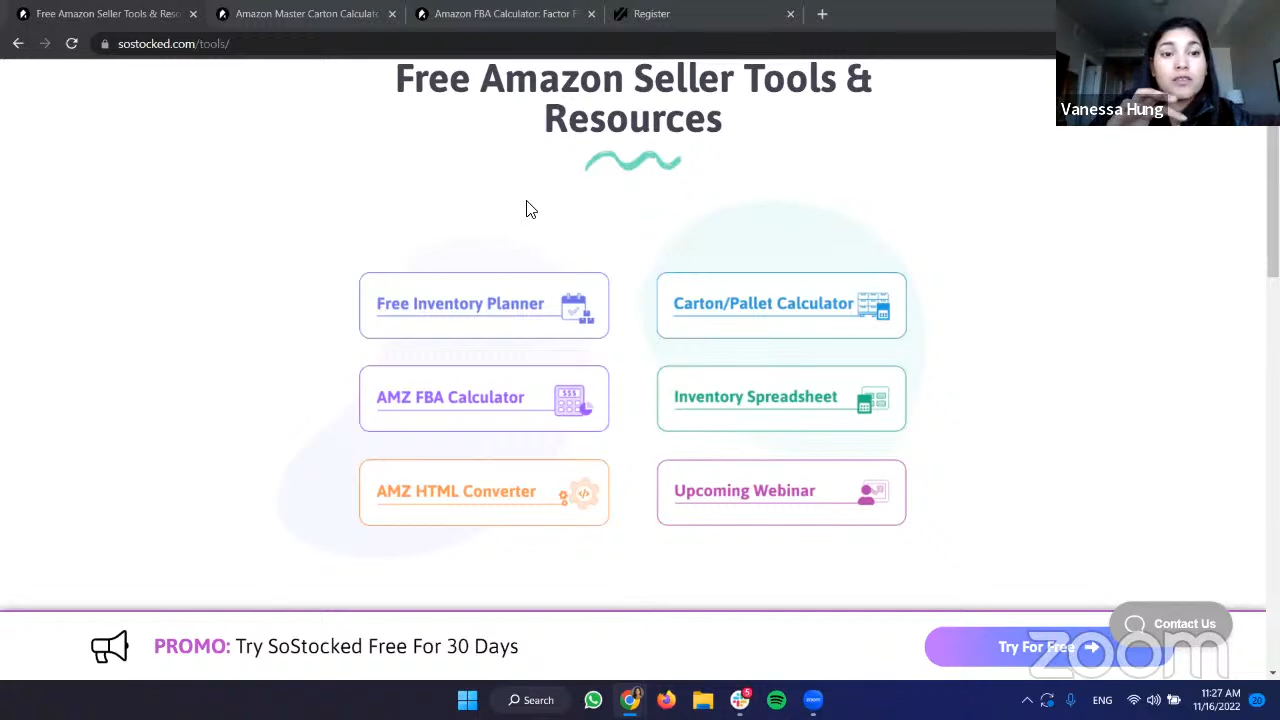 Free Amazon Seller Tools & Reso
Amazon Master Carton Calculat
Amazon FBA Calculator: Factor F
Register
sostocked.com/tools/
Vanessa Hung
Free Amazon Seller Tools &
Resources
Free Inventory Planner
Carton/Pallet Calculator
AMZ FBA Calculator
$$$
Inventory Spreadsheet
AMZ HTML Converter
</>
Upcoming Webinar
PROMO: Try SoStocked Free For 30 Days
Contact Us
Try For Free
zoom
Search
5
zoom
ENG
11:27 AM
11/16/2022
20